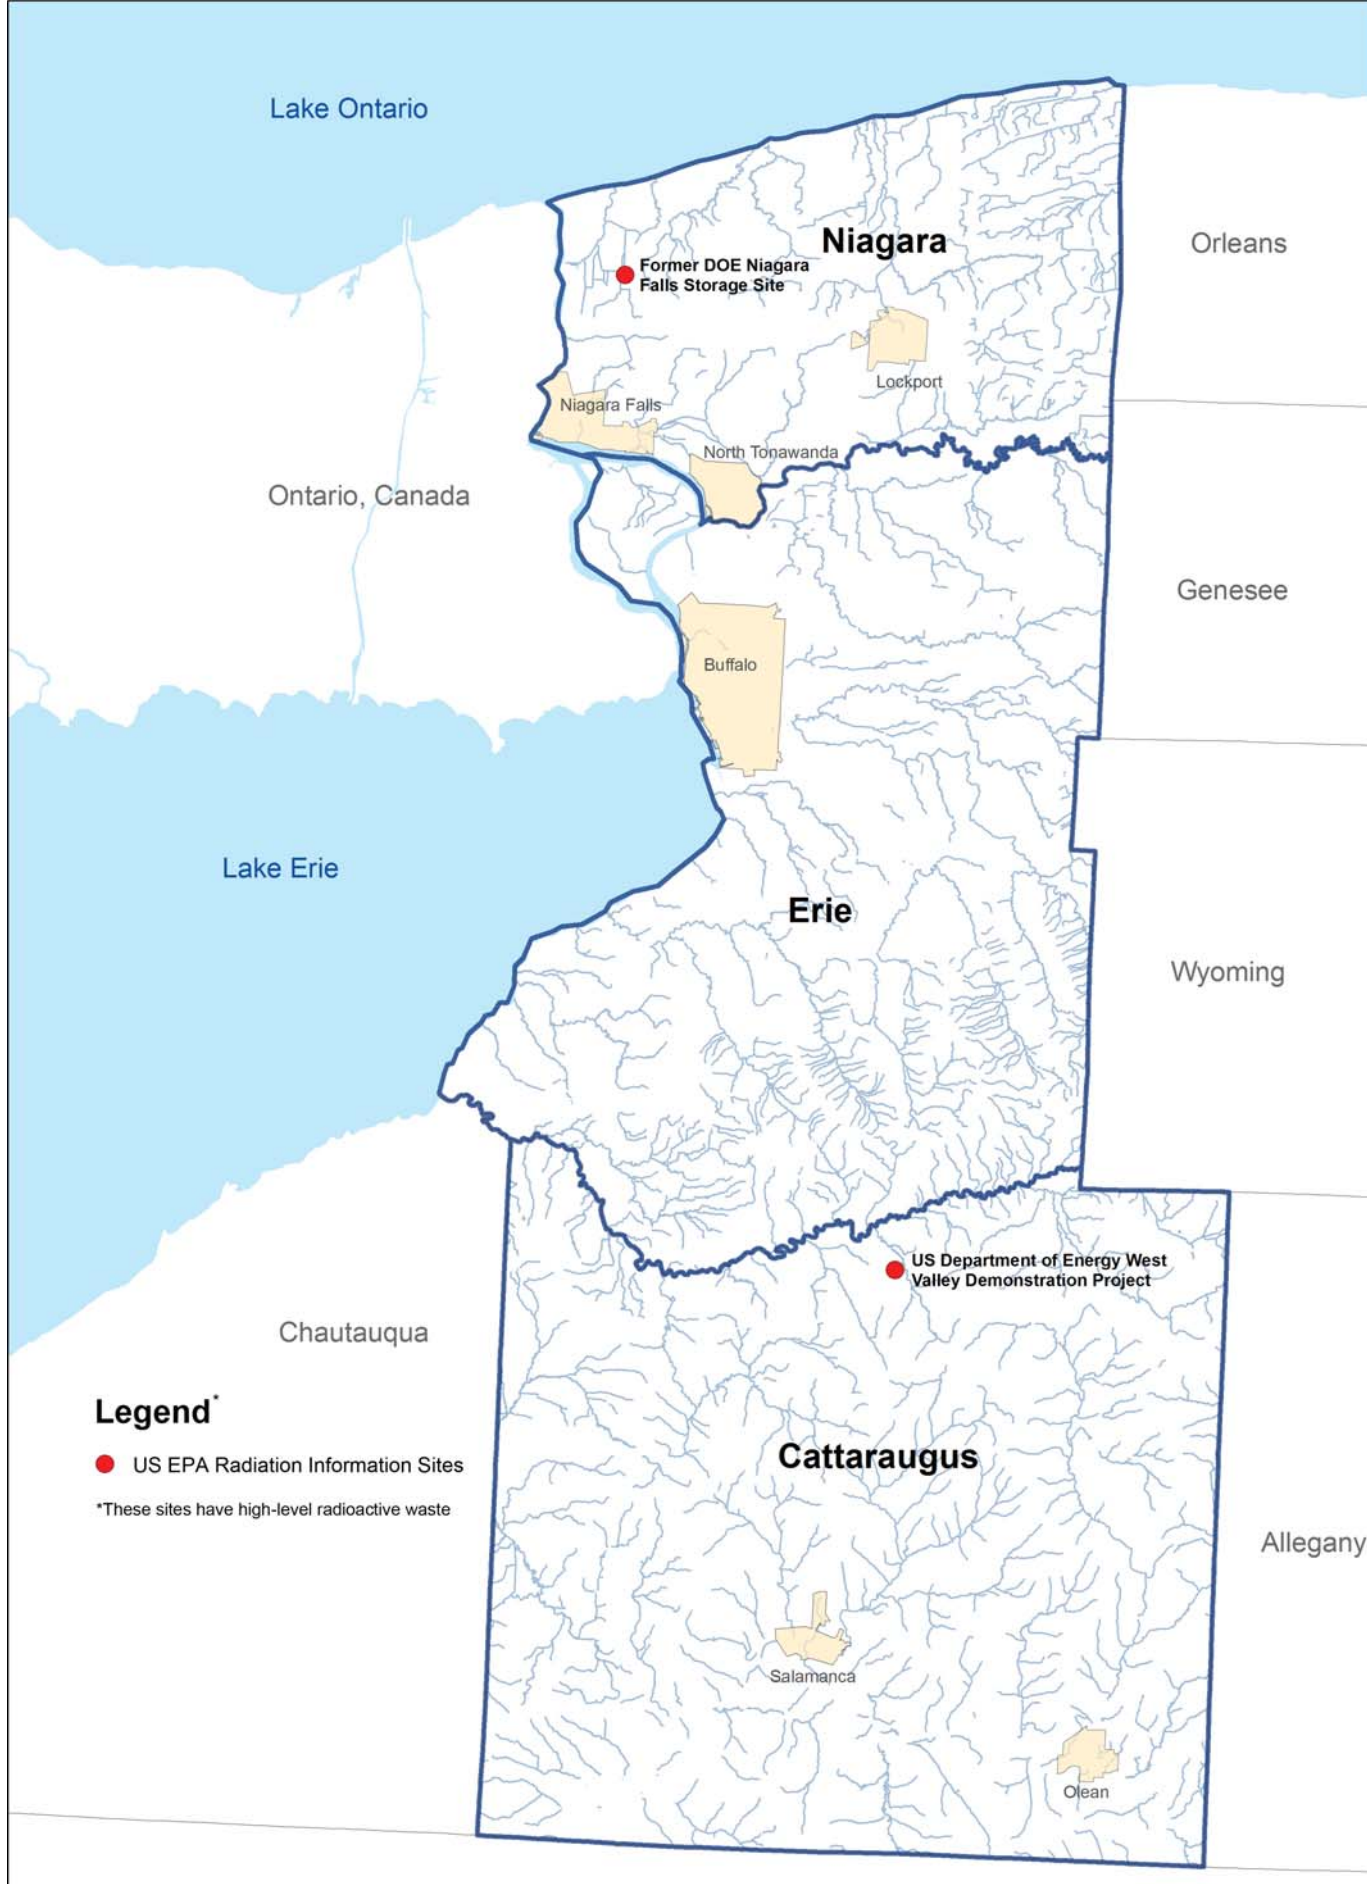 Lake Ontario
Niagara
Orleans
Former DOE Niagara
Falls Storage Site
Lockport
Niagara Falls
North Tonawanda
Ontario, Canada
Genesee
Buffalo
Lake Erie
Erie
Wyoming
US Department of Energy West
Valley Demonstration Project
Chautauqua
Legend*
US EPA Radiation Information Sites
*These sites have high-level radioactive waste
Cattaraugus
Allegany
Salamanca
Olean